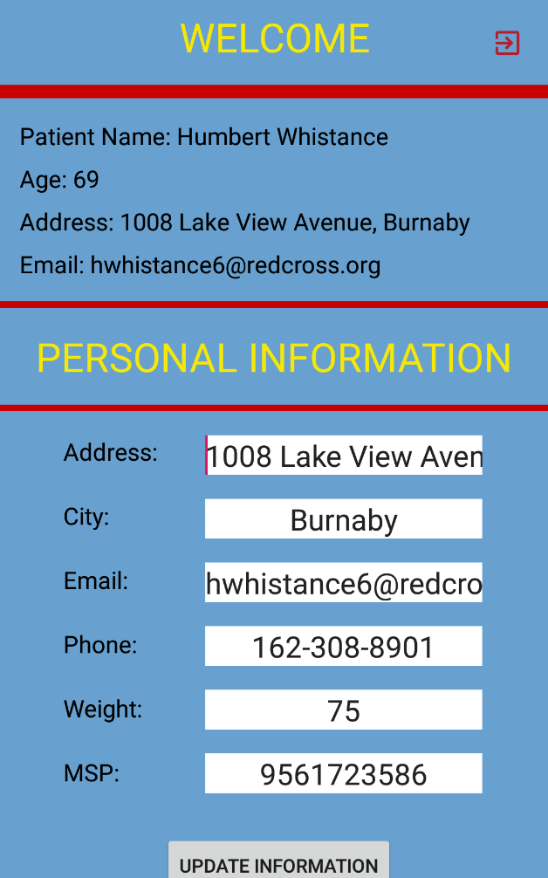 WELCOME
Patient Name: Humbert Whistance
Age: 69
Address: 1008 Lake View Avenue, Burnaby
Email: hwhistance6@redcross.org
PERSONAL INFORMATION
Address: 1008 Lake View Aven
City: Burnaby
Email: hwhistance6@redcro
Phone: 162-308-8901
Weight: 75
MSP: 9561723586
UPDATE INFORMATION